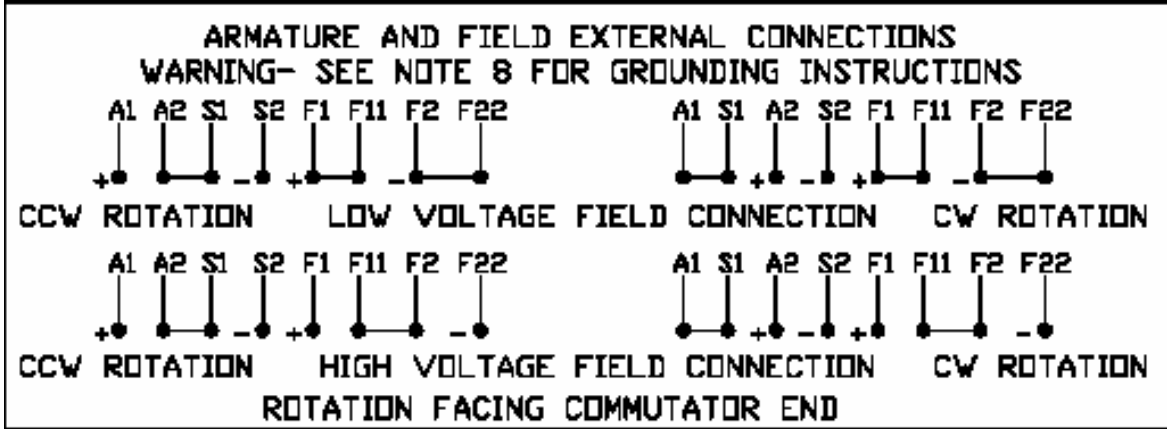 ARMATURE AND FIELD EXTERNAL CONNECTIONS
WARNING- SEE NOTE 8 FOR GROUNDING INSTRUCTIONS
A1 A2 S1 S2 F1 F11 F2 F22 A1 S1 A2 S2 F1 F11 F2 F22
+ - + - + - + -
CCW ROTATION LOW VOLTAGE FIELD CONNECTION CW ROTATION
A1 A2 S1 S2 F1 F11 F2 F22 A1 S1 A2 S2 F1 F11 F2 F22
+ - + - + - + -
CCW ROTATION HIGH VOLTAGE FIELD CONNECTION CW ROTATION
ROTATION FACING COMMUTATOR END